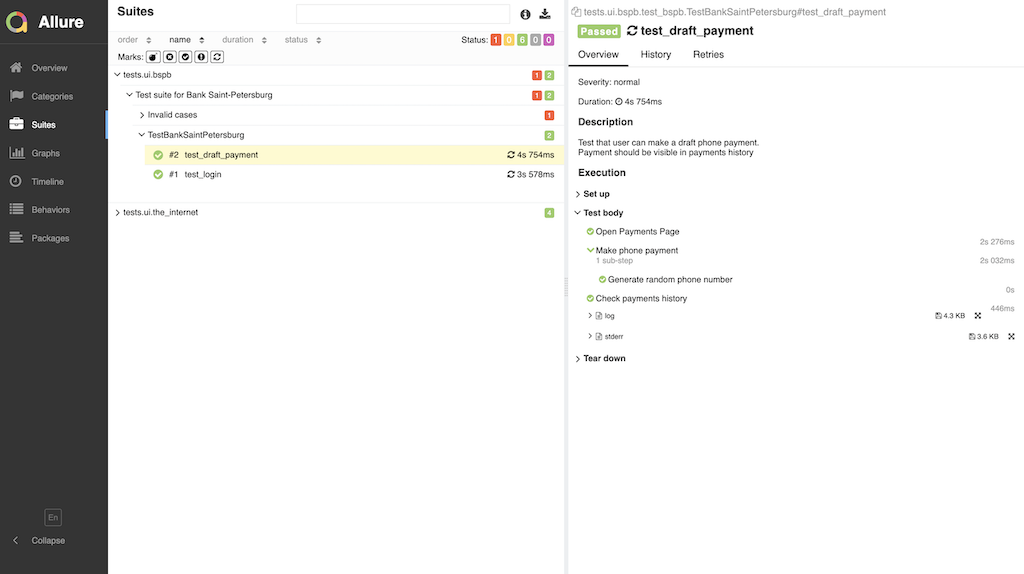 Allure
Overview
Categories
Suites
Graphs
Timeline
Behaviors
Packages
En
Collapse
Suites
order name duration status
Status: 1 0 6 0 0
Marks:
tests.ui.bspb 1 2
Test suite for Bank Saint-Petersburg 1 2
Invalid cases 1
TestBankSaintPetersburg 2
#2 test_draft_payment 4s 754ms
#1 test_login 3s 578ms
tests.ui.the_internet 4
tests.ui.bspb.test_bspb.TestBankSaintPetersburg#test_draft_payment
Passed test_draft_payment
Overview History Retries
Severity: normal
Duration: 4s 754ms
Description
Test that user can make a draft phone payment.
Payment should be visible in payments history
Execution
Set up
Test body
Open Payments Page
2s 276ms
Make phone payment
1 sub-step 2s 032ms
Generate random phone number
0s
Check payments history
446ms
log 4.3 KB
stderr 3.6 KB
Tear down